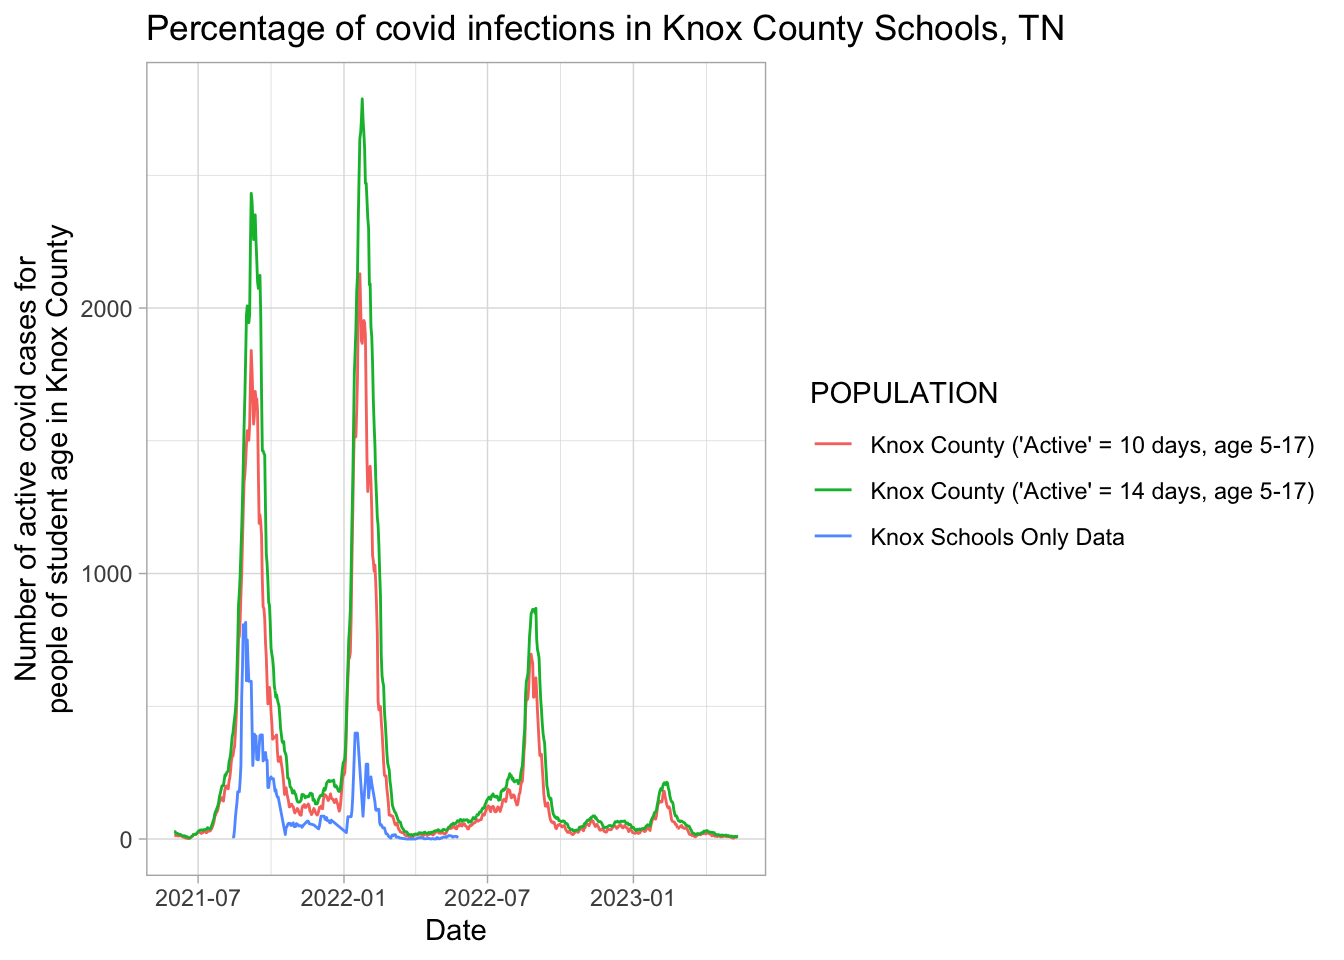 Percentage of covid infections in Knox County Schools, TN
Number of active covid cases for
people of student age in Knox County
2000
1000
0
2021-07
2022-01
2022-07
2023-01
Date
POPULATION
Knox County ('Active' = 10 days, age 5-17)
Knox County ('Active' = 14 days, age 5-17)
Knox Schools Only Data